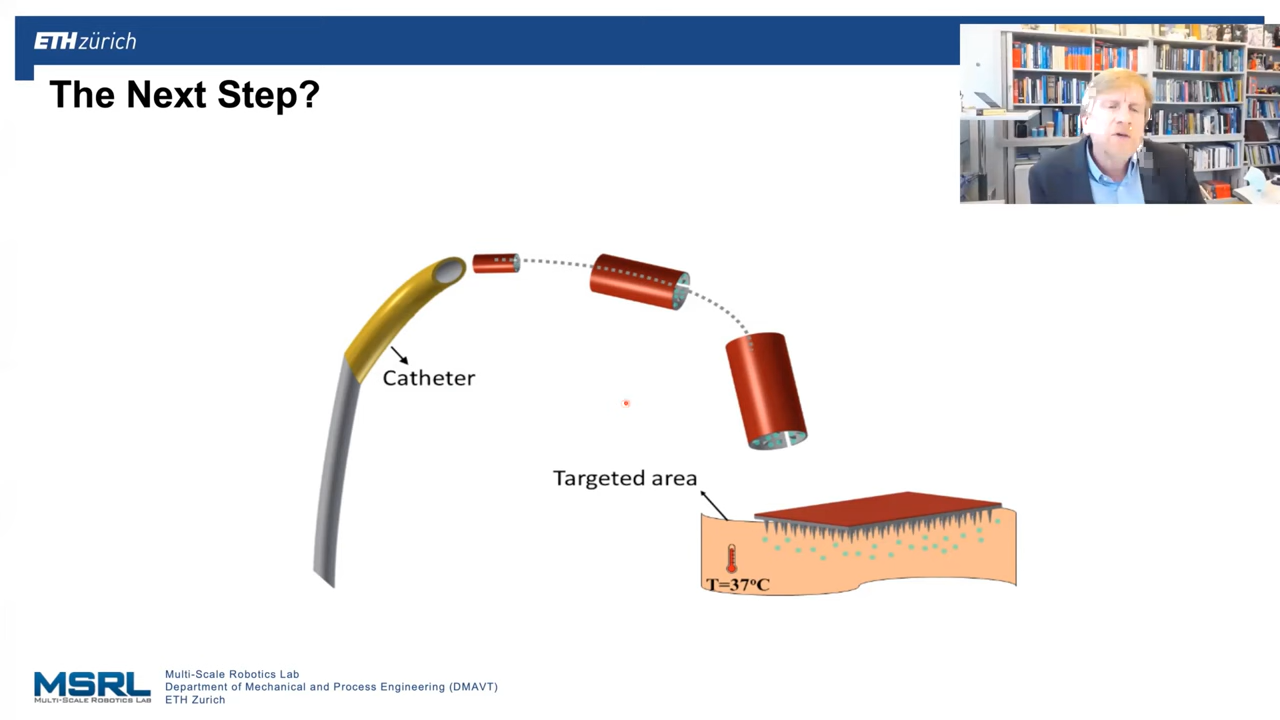 ETH zürich
The Next Step?
Catheter
Targeted area
T=37ºC
MSRL
MULTI-SCALE ROBOTICS LAB
Multi-Scale Robotics Lab
Department of Mechanical and Process Engineering (DMAVT)
ETH Zurich